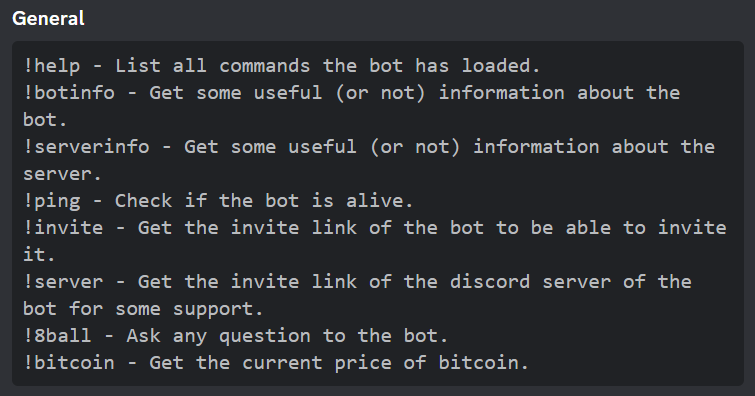 General
!help - List all commands the bot has loaded.
!botinfo - Get some useful (or not) information about the
bot.
!serverinfo - Get some useful (or not) information about the
server.
!ping - Check if the bot is alive.
!invite - Get the invite link of the bot to be able to invite
it.
!server - Get the invite link of the discord server of the
bot for some support.
!8ball - Ask any question to the bot.
!bitcoin - Get the current price of bitcoin.